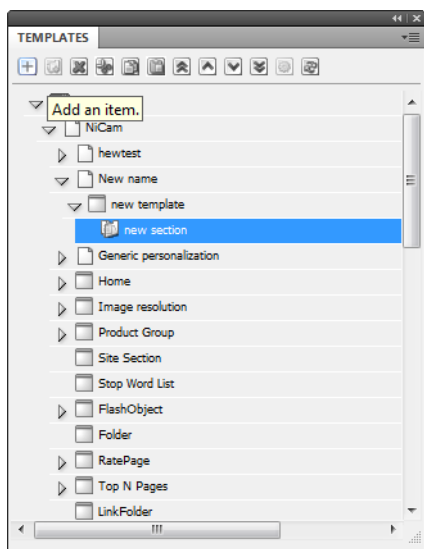 TEMPLATES
Add an item.
NiCam
hewtest
New name
new template
new section
Generic personalization
Home
Image resolution
Product Group
Site Section
Stop Word List
FlashObject
Folder
RatePage
Top N Pages
LinkFolder